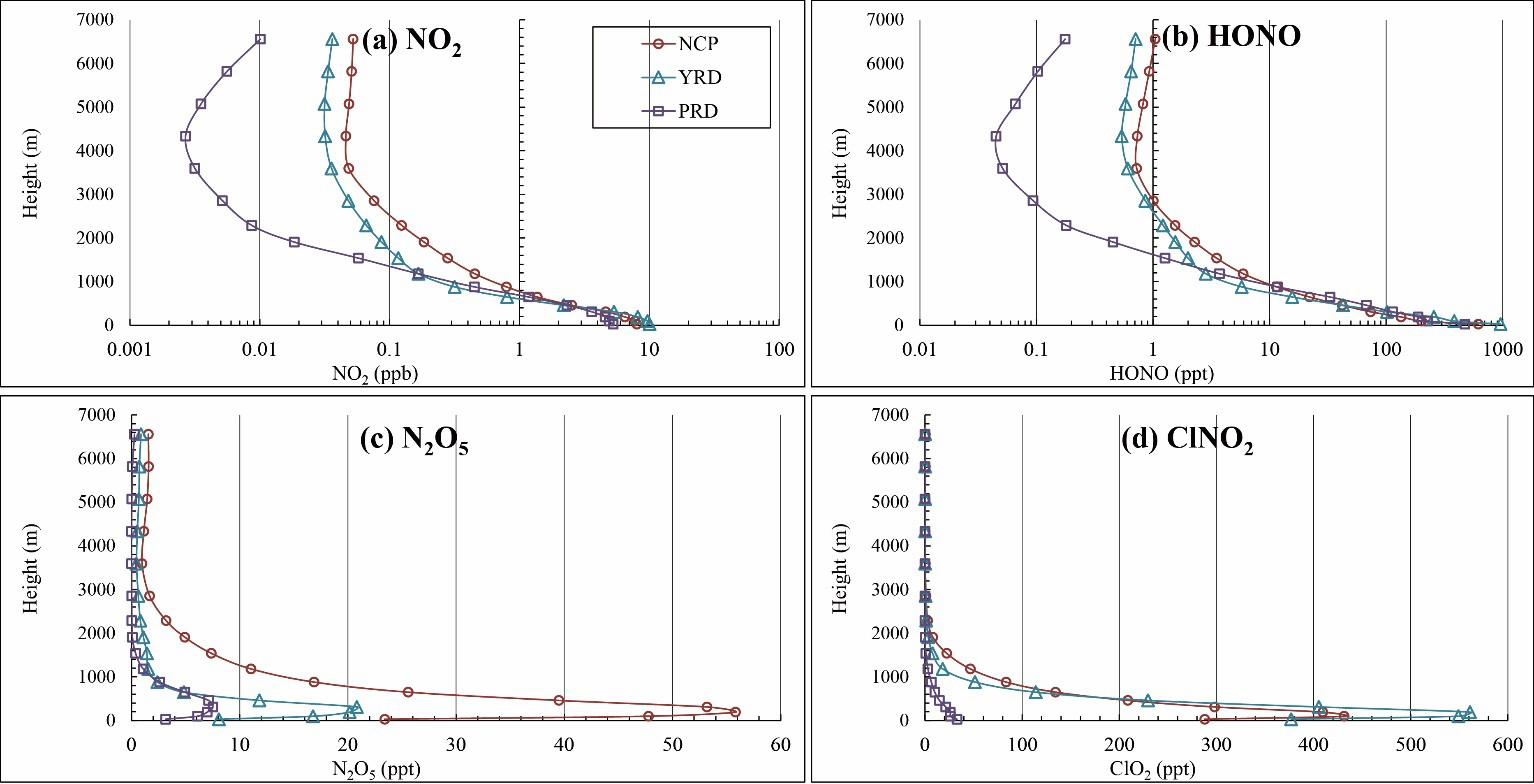 (a) NO₂
7000
6000
5000
4000
3000
2000
1000
0
Height (m)
0.001 0.01 0.1 1 10 100
NO₂ (ppb)
NCP
YRD
PRD
(b) HONO
7000
6000
5000
4000
3000
2000
1000
0
Height (m)
0.01 0.1 1 10 100 1000
HONO (ppt)
(c) N₂O₅
7000
6000
5000
4000
3000
2000
1000
0
Height (m)
0 10 20 30 40 50 60
N₂O₅ (ppt)
(d) ClNO₂
7000
6000
5000
4000
3000
2000
1000
0
Height (m)
0 100 200 300 400 500 600
ClO₂ (ppt)